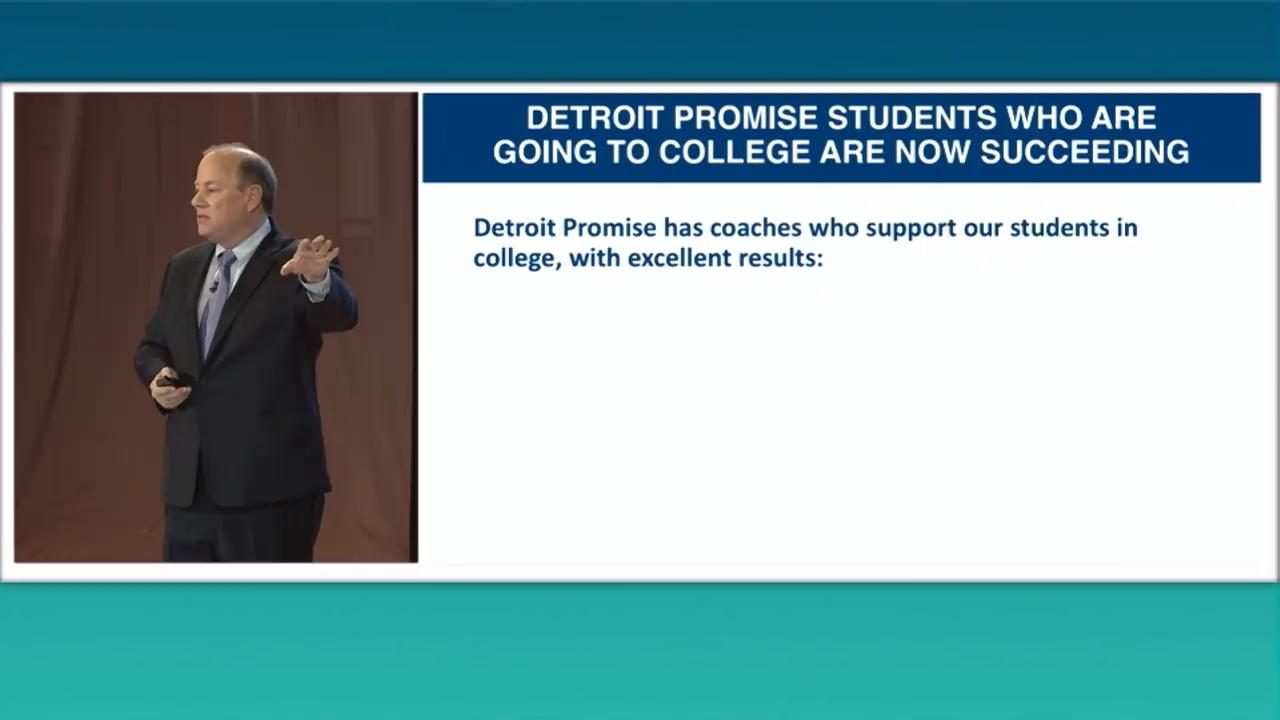 DETROIT PROMISE STUDENTS WHO ARE
GOING TO COLLEGE ARE NOW SUCCEEDING
Detroit Promise has coaches who support our students in
college, with excellent results: